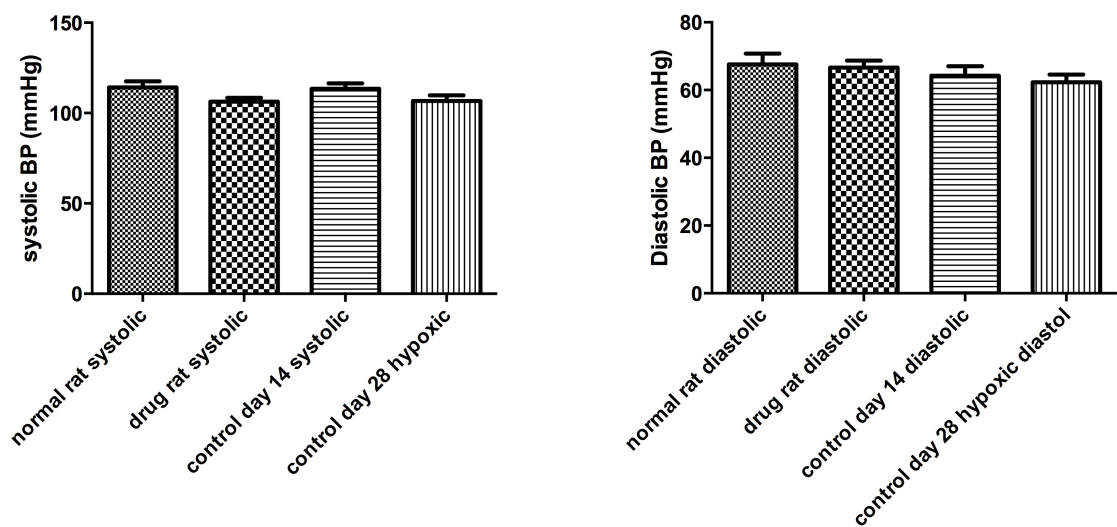 systolic BP (mmHg)
150
100
50
0
normal rat systolic
drug rat systolic
control day 14 systolic
control day 28 hypoxic
Diastolic BP (mmHg)
80
60
40
20
0
normal rat diastolic
drug rat diastolic
control day 14 diastolic
control day 28 hypoxic diastol